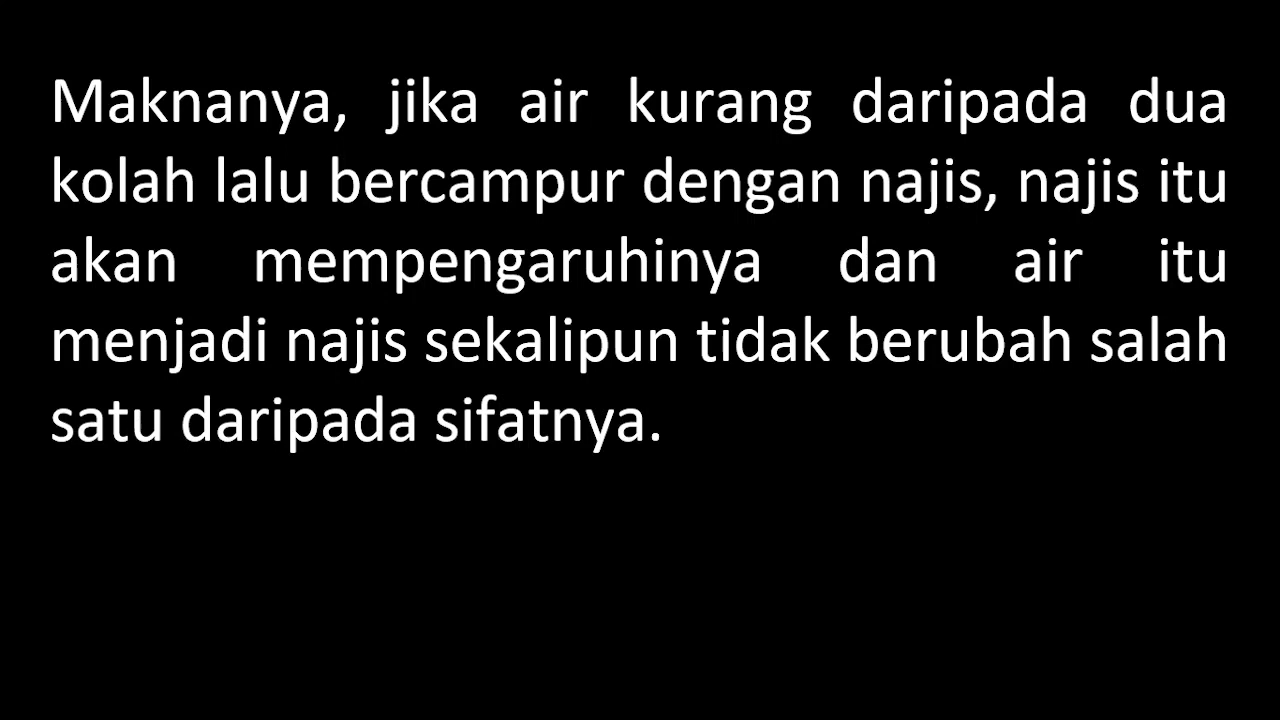 Maknanya, jika air kurang daripada dua
kolah lalu bercampur dengan najis, najis itu
akan mempengaruhinya dan air itu
menjadi najis sekalipun tidak berubah salah
satu daripada sifatnya.